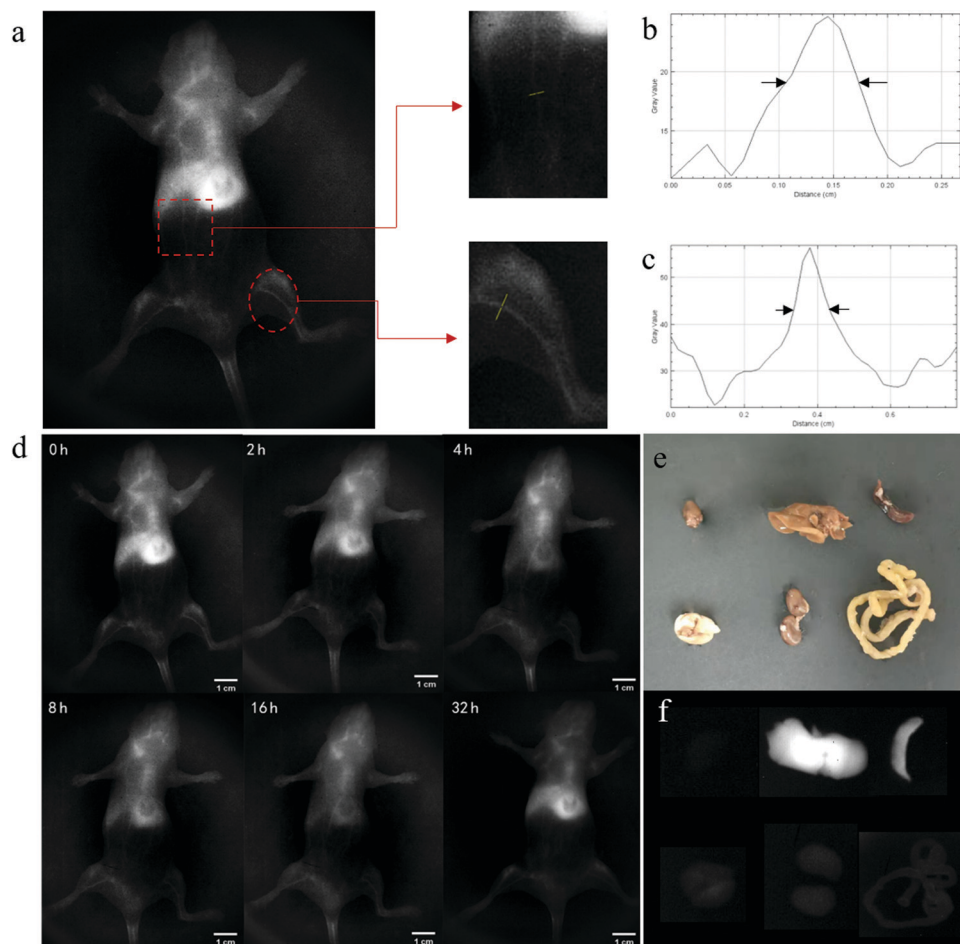 a
b
Gray Value
20
15
0.00
0.05
0.10
0.15
0.20
0.25
Distance (cm)
c
Gray Value
50
40
30
0.0
0.2
0.4
0.6
Distance (cm)
d
0 h
2 h
4 h
1 cm
1 cm
1 cm
8 h
16 h
32 h
1 cm
1 cm
1 cm
e
f